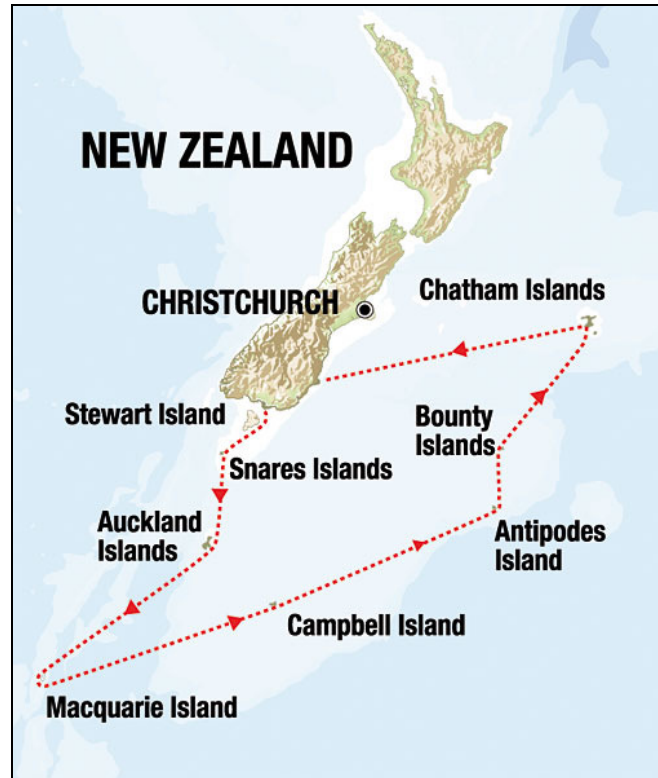 NEW ZEALAND
CHRISTCHURCH
Chatham Islands
Stewart Island
Bounty
Islands
Snares Islands
Auckland
Islands
Antipodes
Island
Campbell Island
Macquarie Island